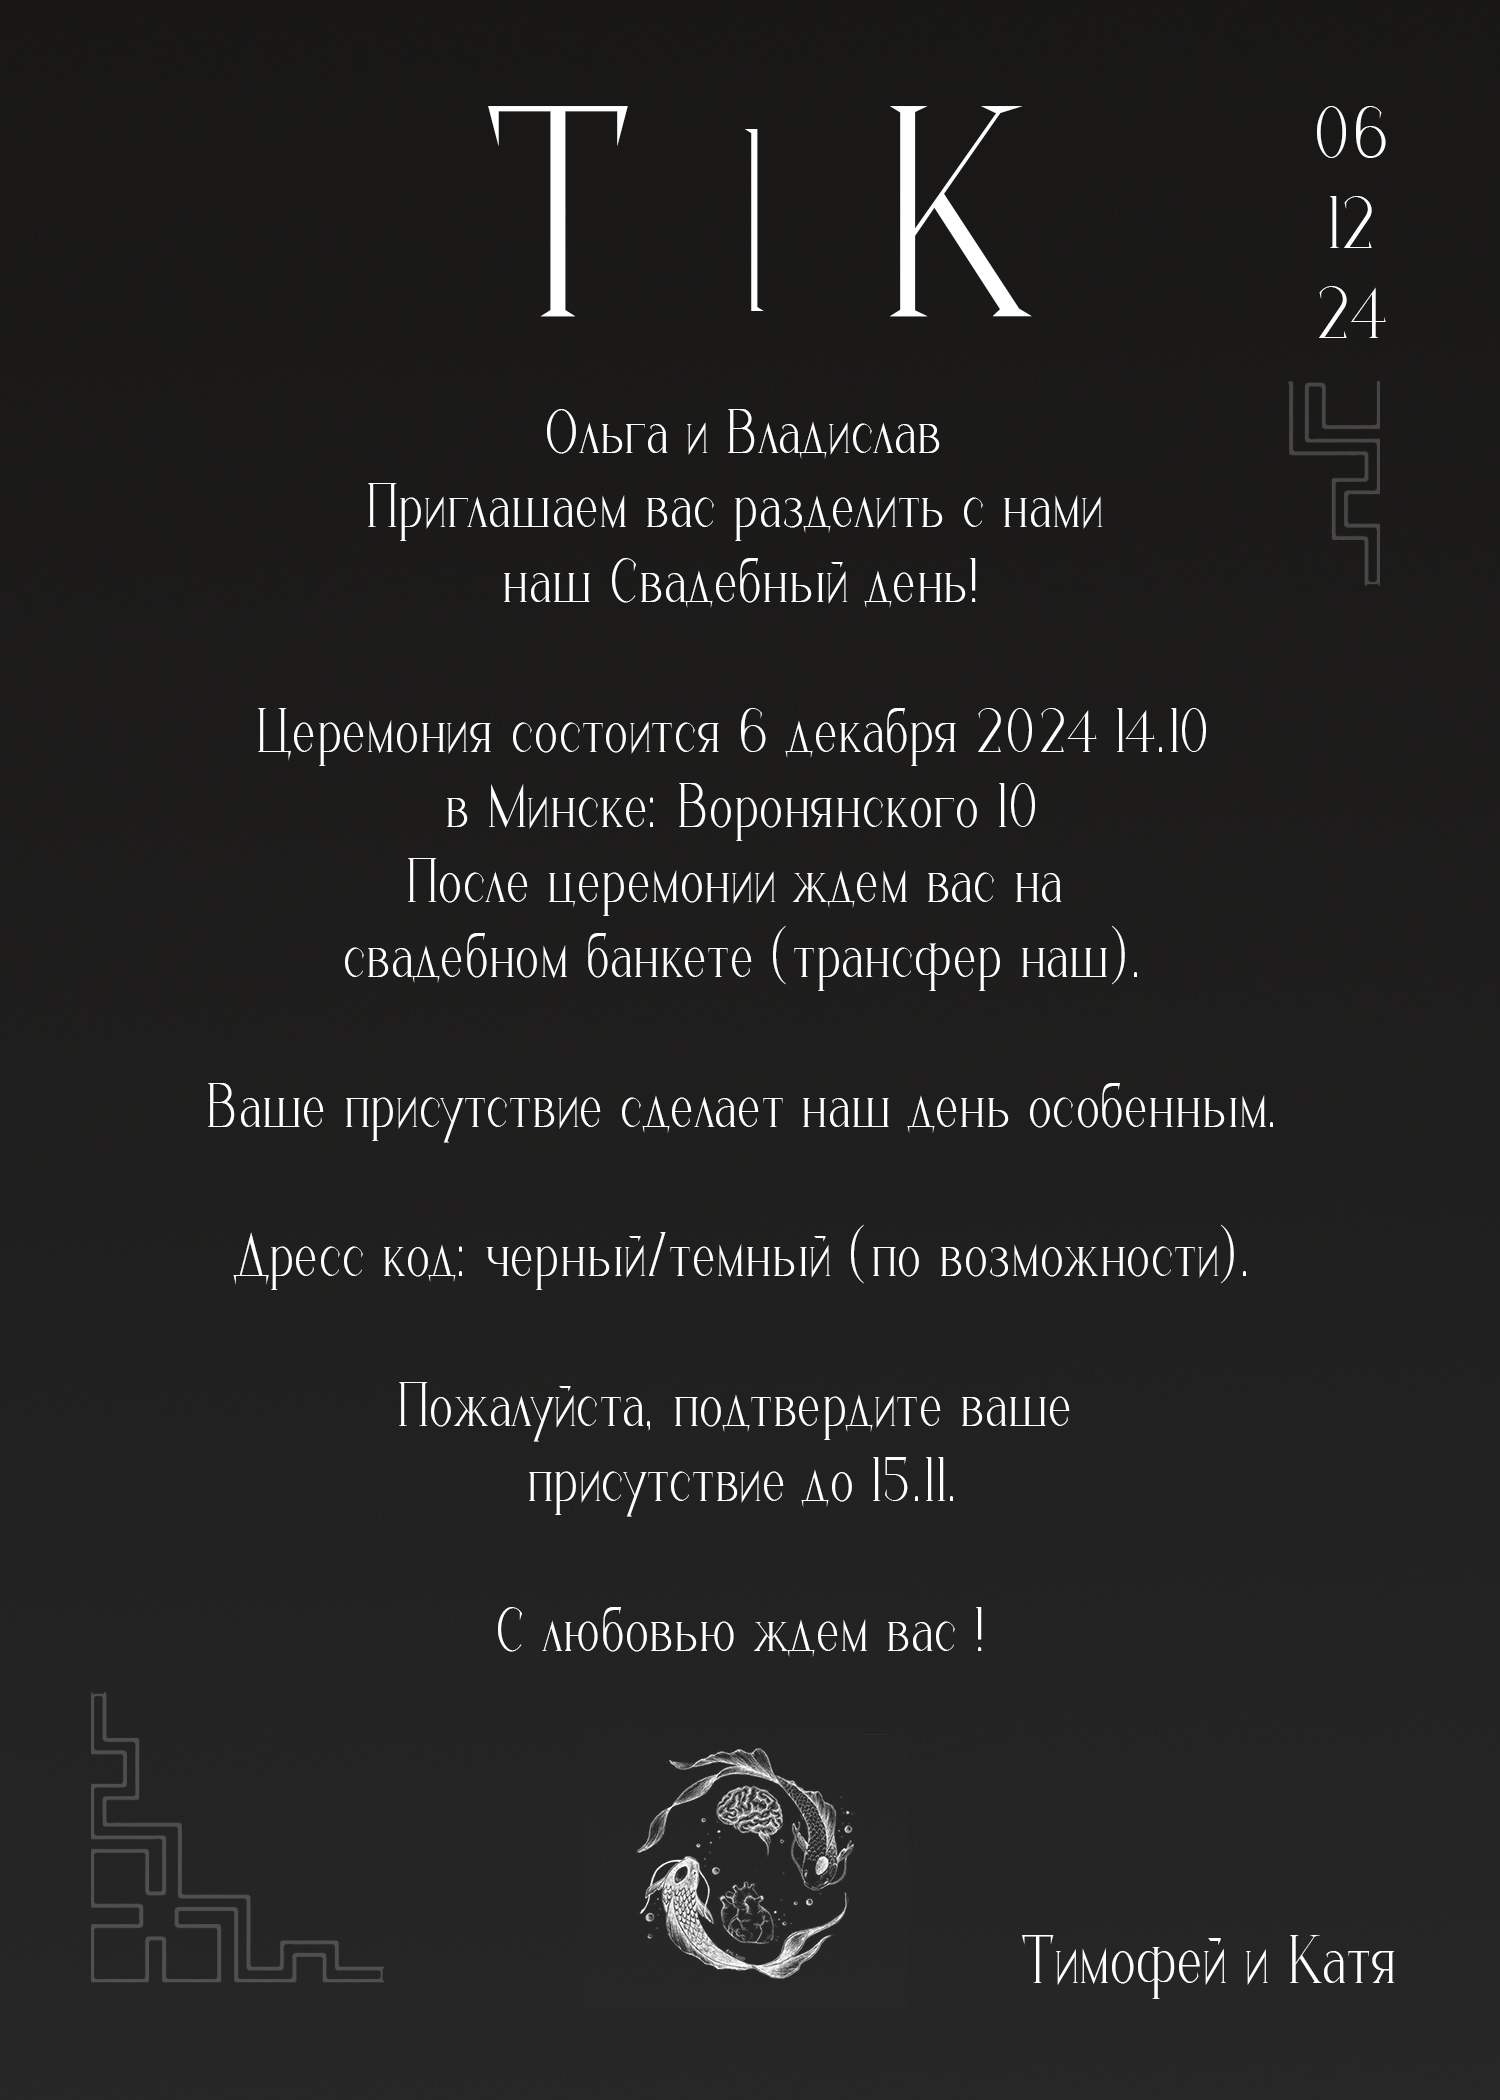 Т | К
06
12
24
Ольга и Владислав
Приглашаем вас разделить с нами
наш Свадебный день!
Церемония состоится 6 декабря 2024 14.10
в Минске: Воронянского 10
После церемонии ждем вас на
свадебном банкете (трансфер наш).
Ваше присутствие сделает наш день особенным.
Дресс код: черный/темный (по возможности).
Пожалуйста, подтвердите ваше
присутствие до 15.11.
С любовью ждем вас !
Тимофей и Катя